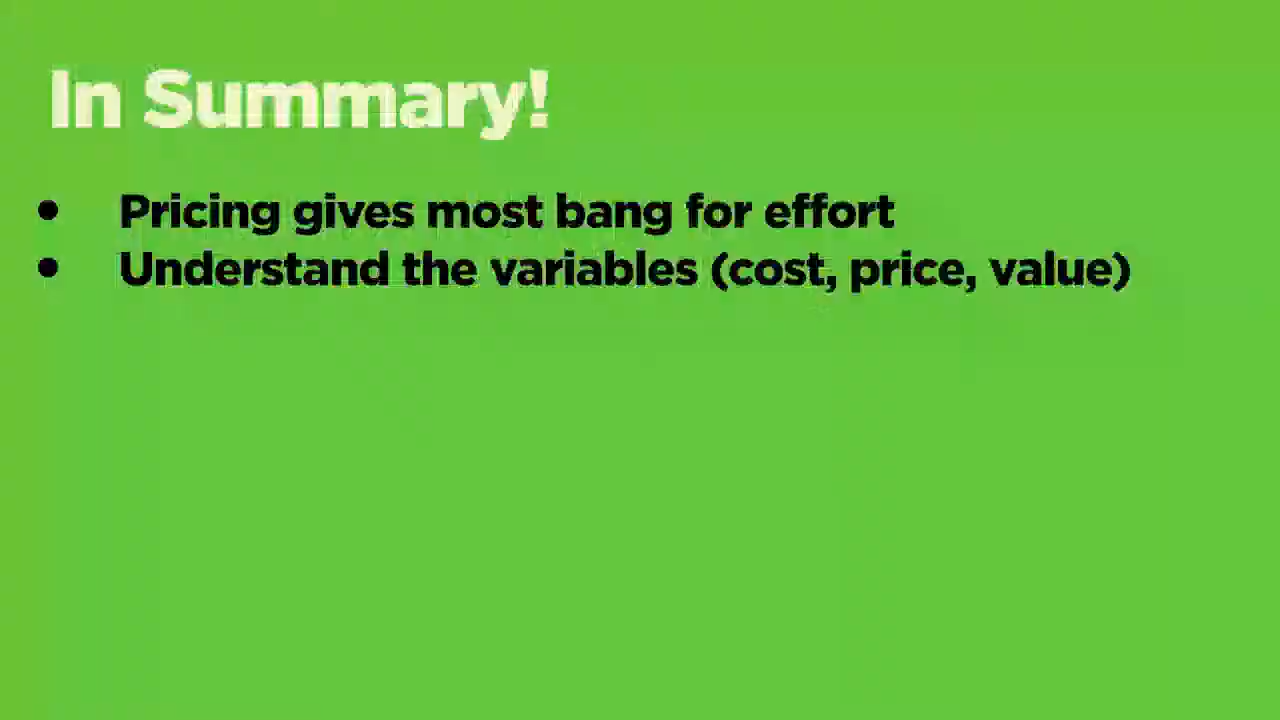 In Summary!
• Pricing gives most bang for effort
• Understand the variables (cost, price, value)